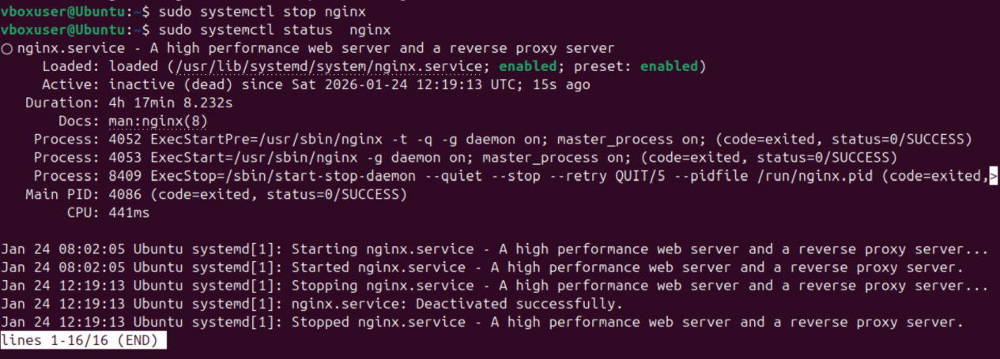 vboxuser@Ubuntu:~$ sudo systemctl stop nginx
vboxuser@Ubuntu:~$ sudo systemctl status  nginx
○ nginx.service - A high performance web server and a reverse proxy server
     Loaded: loaded (/usr/lib/systemd/system/nginx.service; enabled; preset: enabled)
     Active: inactive (dead) since Sat 2026-01-24 12:19:13 UTC; 15s ago
   Duration: 4h 17min 8.232s
       Docs: man:nginx(8)
    Process: 4052 ExecStartPre=/usr/sbin/nginx -t -q -g daemon on; master_process on; (code=exited, status=0/SUCCESS)
    Process: 4053 ExecStart=/usr/sbin/nginx -g daemon on; master_process on; (code=exited, status=0/SUCCESS)
    Process: 8409 ExecStop=/sbin/start-stop-daemon --quiet --stop --retry QUIT/5 --pidfile /run/nginx.pid (code=exited,>
   Main PID: 4086 (code=exited, status=0/SUCCESS)
        CPU: 441ms

Jan 24 08:02:05 Ubuntu systemd[1]: Starting nginx.service - A high performance web server and a reverse proxy server...
Jan 24 08:02:05 Ubuntu systemd[1]: Started nginx.service - A high performance web server and a reverse proxy server.
Jan 24 12:19:13 Ubuntu systemd[1]: Stopping nginx.service - A high performance web server and a reverse proxy server...
Jan 24 12:19:13 Ubuntu systemd[1]: nginx.service: Deactivated successfully.
Jan 24 12:19:13 Ubuntu systemd[1]: Stopped nginx.service - A high performance web server and a reverse proxy server.
lines 1-16/16 (END)